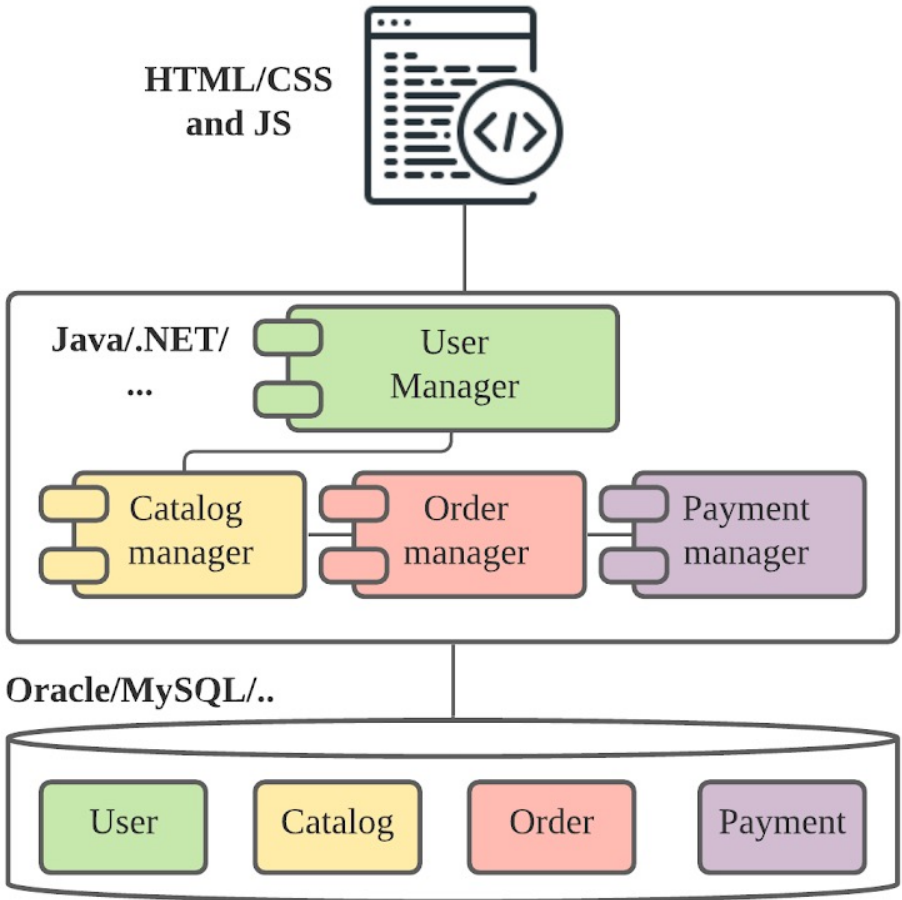 HTML/CSS
and JS
</>
Java/.NET/
...
User
Manager
Catalog
manager
Order
manager
Payment
manager
Oracle/MySQL/..
User
Catalog
Order
Payment